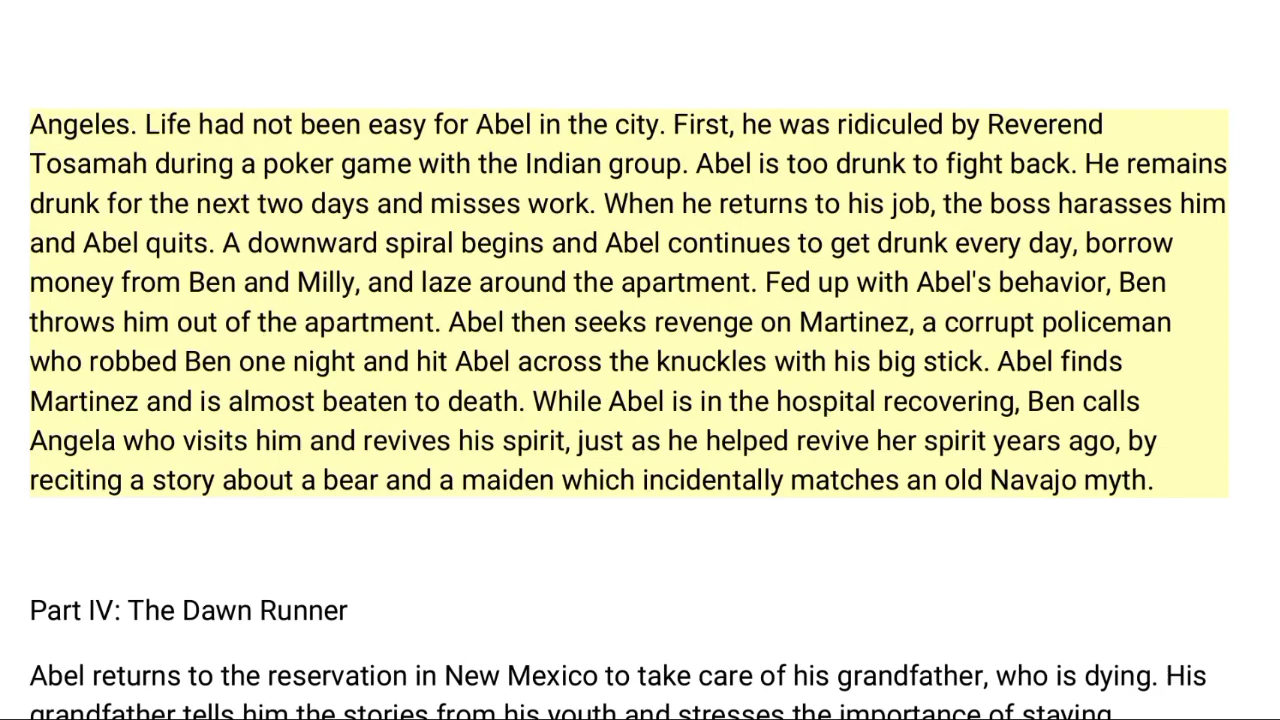 Angeles. Life had not been easy for Abel in the city. First, he was ridiculed by Reverend
Tosamah during a poker game with the Indian group. Abel is too drunk to fight back. He remains
drunk for the next two days and misses work. When he returns to his job, the boss harasses him
and Abel quits. A downward spiral begins and Abel continues to get drunk every day, borrow
money from Ben and Milly, and laze around the apartment. Fed up with Abel's behavior, Ben
throws him out of the apartment. Abel then seeks revenge on Martinez, a corrupt policeman
who robbed Ben one night and hit Abel across the knuckles with his big stick. Abel finds
Martinez and is almost beaten to death. While Abel is in the hospital recovering, Ben calls
Angela who visits him and revives his spirit, just as he helped revive her spirit years ago, by
reciting a story about a bear and a maiden which incidentally matches an old Navajo myth.
Part IV: The Dawn Runner
Abel returns to the reservation in New Mexico to take care of his grandfather, who is dying. His
grandfather tells him the stories from his youth and stresses the importance of staying